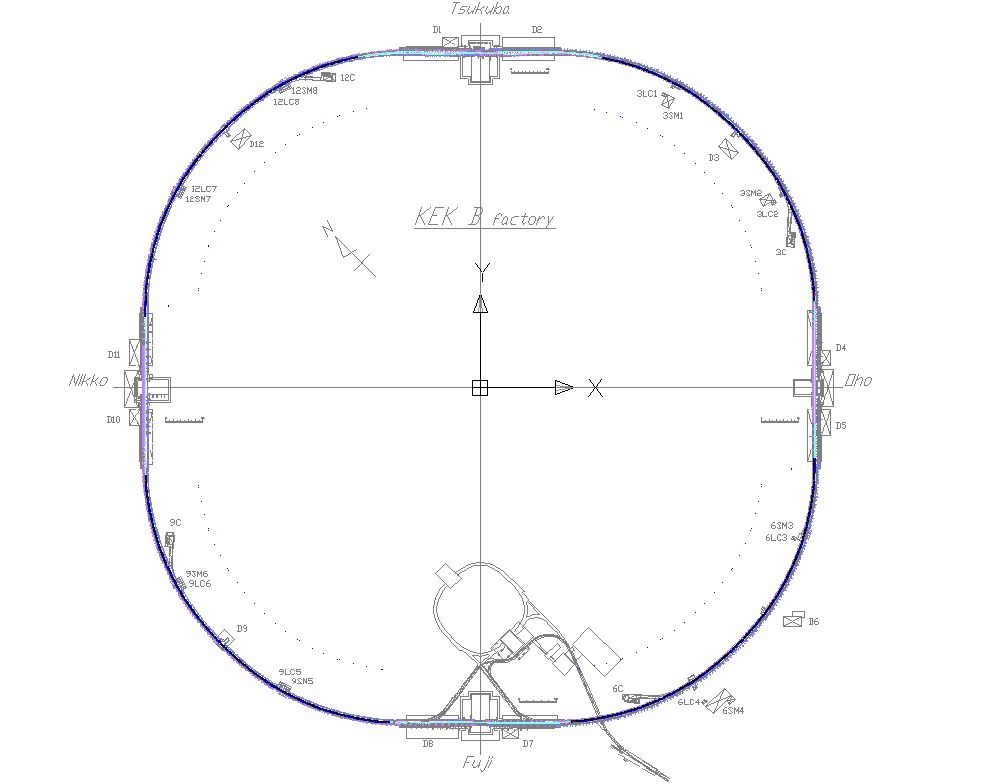 Tsukuba
D1
D2
12C
12SM8
12LC8
3LC1
3SM1
D12
D3
12LC7
12SN7
3SM2
3LC2
KEK B factory
N
3C
Y
D11
D4
Nikko
X
Oho
D10
D5
9C
6SM3
6LC3
9SM6
9LC6
D9
D6
9LC5
9SN5
6C
6LC4
6SM4
D8
D7
Fuji